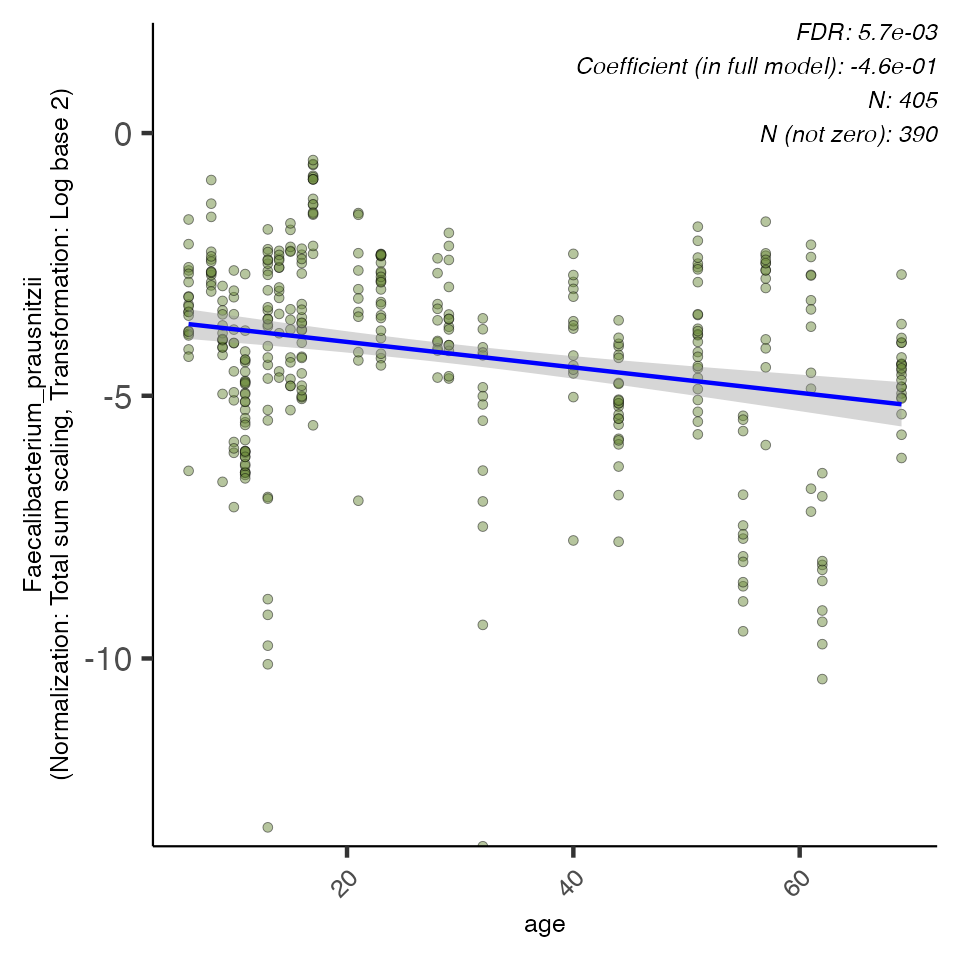 FDR: 5.7e-03
Coefficient (in full model): -4.6e-01
N: 405
N (not zero): 390
Faecalibacterium_prausnitzii
(Normalization: Total sum scaling, Transformation: Log base 2)
0
-5
-10
20
40
60
age